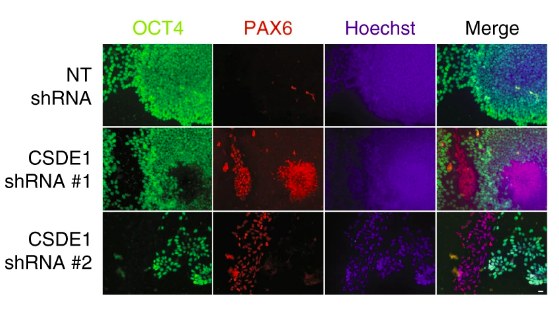 OCT4 PAX6 Hoechst Merge
NT
shRNA
CSDE1
shRNA #1
CSDE1
shRNA #2